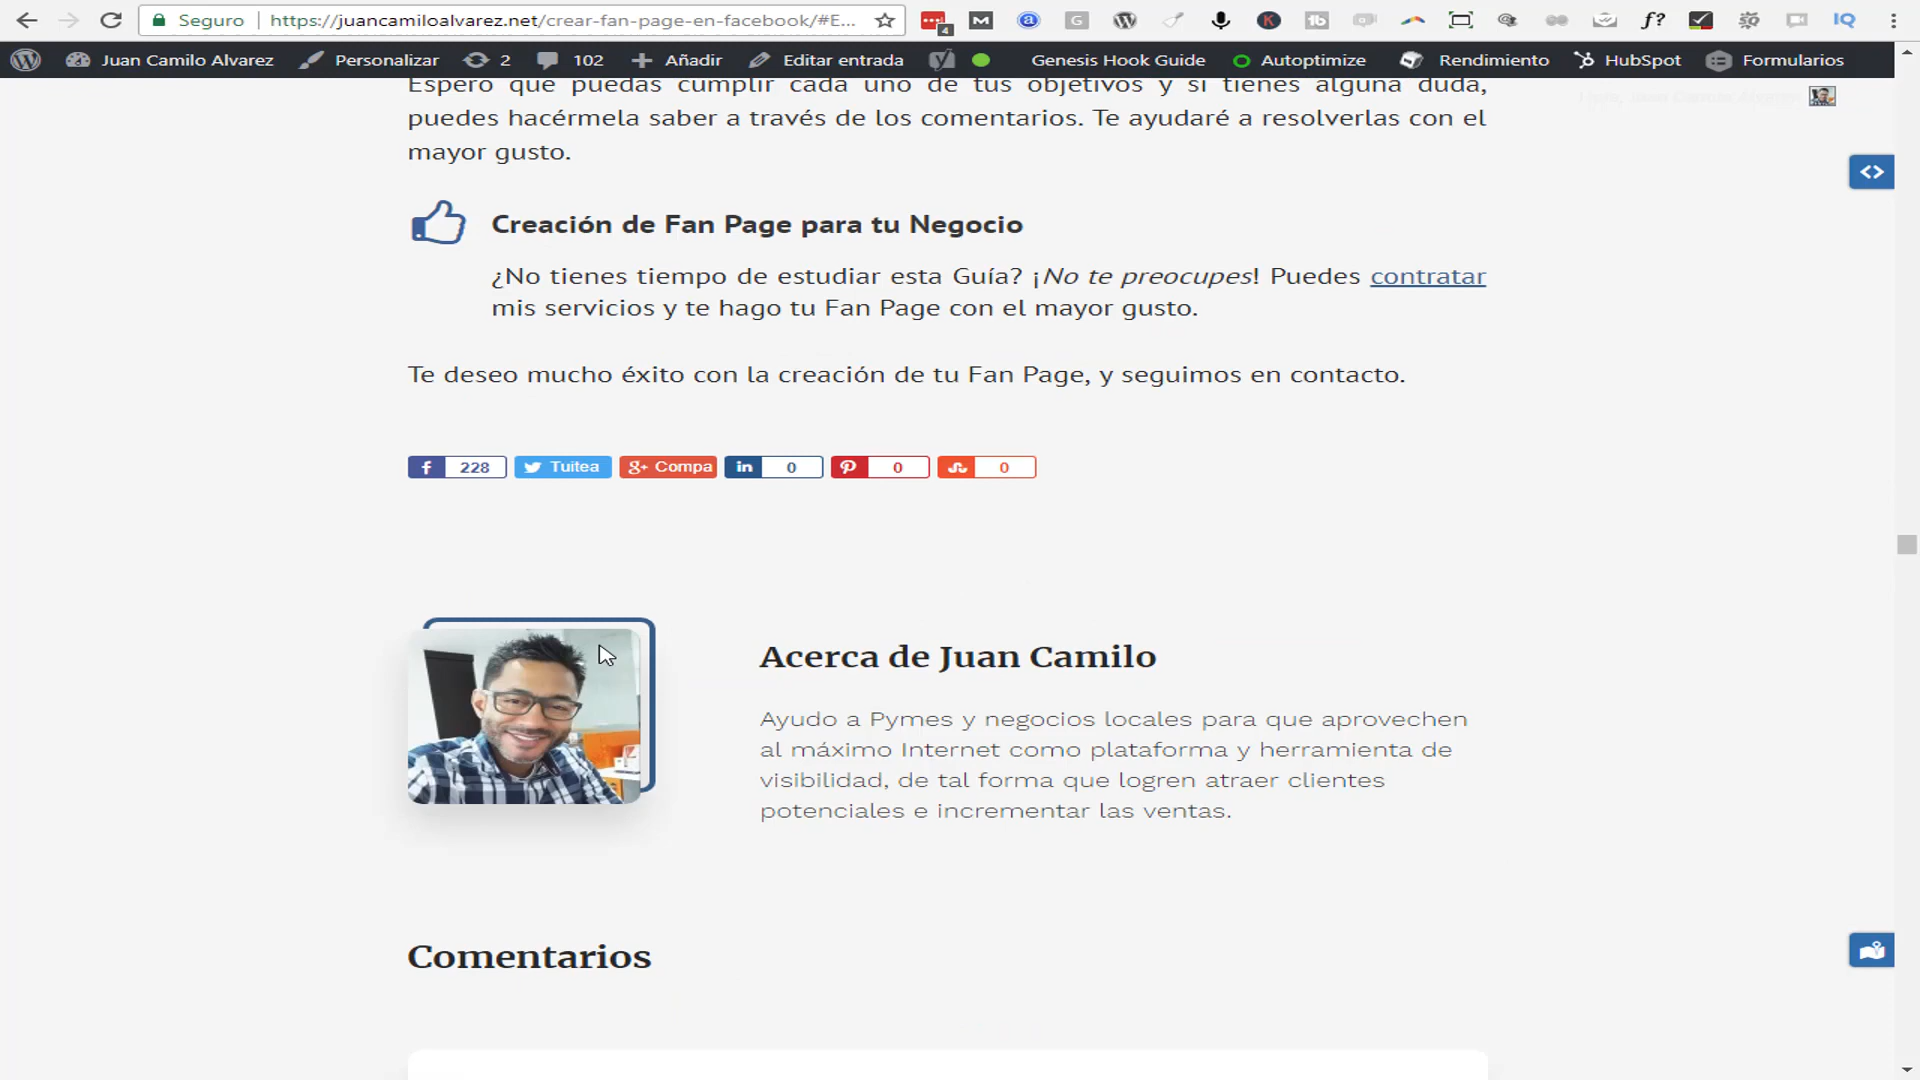 Seguro https://juancamiloalvarez.net/crear-fan-page-en-facebook/#E...
Juan Camilo Alvarez Personalizar 2 102 Añadir Editar entrada Genesis Hook Guide Autoptimize Rendimiento HubSpot Formularios
Espero que puedas cumplir cada uno de tus objetivos y si tienes alguna duda,
puedes hacérmela saber a través de los comentarios. Te ayudaré a resolverlas con el
mayor gusto.
Creación de Fan Page para tu Negocio
¿No tienes tiempo de estudiar esta Guía? ¡No te preocupes! Puedes contratar
mis servicios y te hago tu Fan Page con el mayor gusto.
Te deseo mucho éxito con la creación de tu Fan Page, y seguimos en contacto.
228 Tuitea G+ Compa in 0 0 0
Acerca de Juan Camilo
Ayudo a Pymes y negocios locales para que aprovechen
al máximo Internet como plataforma y herramienta de
visibilidad, de tal forma que logren atraer clientes
potenciales e incrementar las ventas.
Comentarios